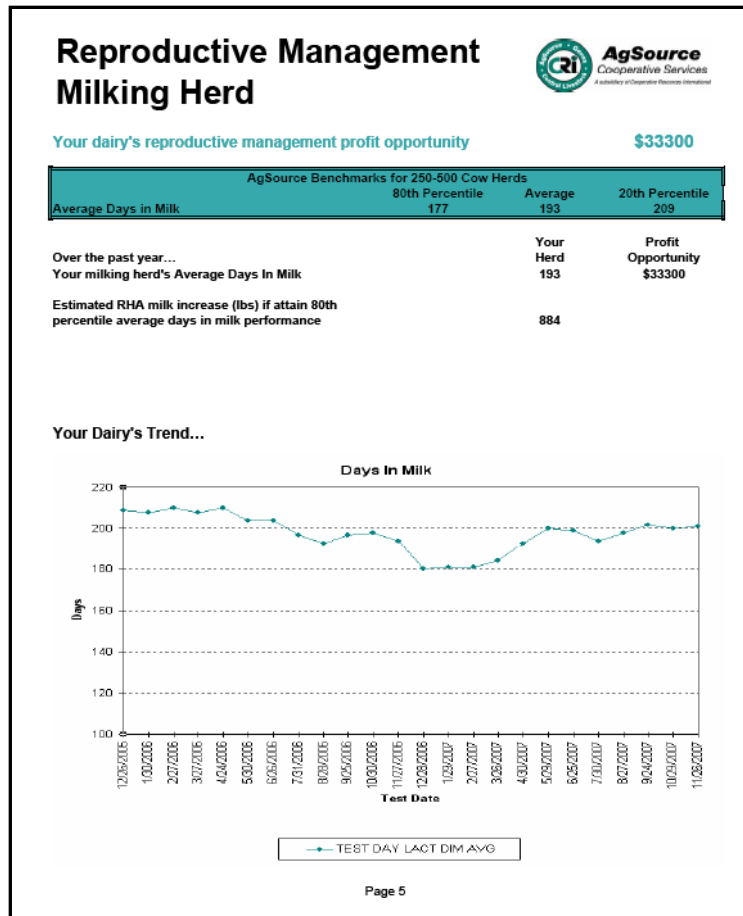 Reproductive Management
Milking Herd
CRI
AgSource
Cooperative Services
A subsidiary of Cooperative Resources International
Your dairy's reproductive management profit opportunity $33300
AgSource Benchmarks for 250-500 Cow Herds
80th Percentile Average 20th Percentile
Average Days in Milk 177 193 209
Your Profit
Over the past year... Herd Opportunity
Your milking herd's Average Days In Milk 193 $33300
Estimated RHA milk increase (lbs) if attain 80th
percentile average days in milk performance 884
Your Dairy's Trend...
Days In Milk
220
200
180
160
140
120
100
Days
12/26/2005
1/30/2006
2/27/2006
3/27/2006
4/24/2006
5/30/2006
6/26/2006
7/31/2006
8/28/2006
9/25/2006
10/30/2006
11/27/2006
12/28/2006
1/29/2007
2/27/2007
3/26/2007
4/30/2007
5/29/2007
6/25/2007
7/30/2007
8/27/2007
9/24/2007
10/29/2007
11/26/2007
Test Date
TEST DAY LACT DIM AVG
Page 5